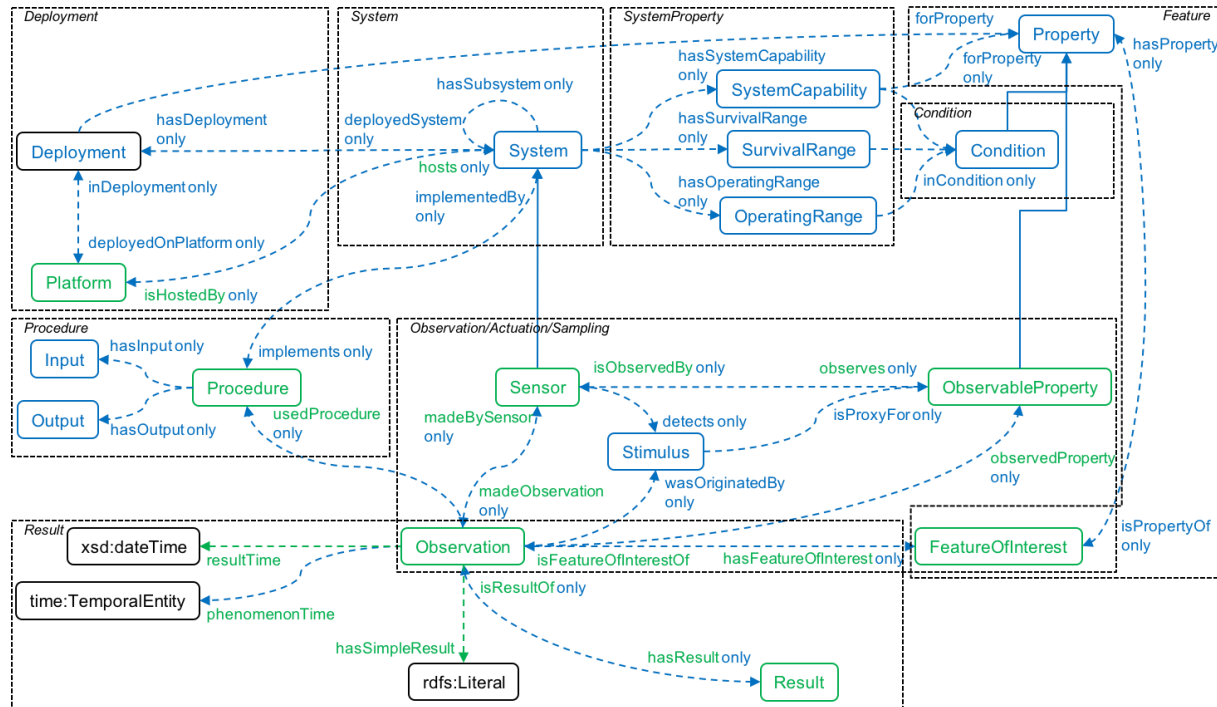 Deployment
System
SystemProperty
Feature
forProperty
Property
hasProperty
only
hasSystemCapability
only
forProperty
only
hasSubsystem
only
SystemCapability
hasDeployment
only
deployedSystem
only
Condition
hasSurvivalRange
only
Deployment
System
SurvivalRange
Condition
hosts only
inDeployment only
implementedBy
only
hasOperatingRange
only
inCondition only
OperatingRange
deployedOnPlatform only
Platform
isHostedBy only
Procedure
Observation/Actuation/Sampling
hasInput only
implements only
Input
isObservedBy only
observes only
Procedure
Sensor
ObservableProperty
Output
usedProcedure
only
madeBySensor
only
hasOutput only
detects only
isProxyFor only
Stimulus
observedProperty
only
wasOriginatedBy
only
madeObservation
only
isPropertyOf
only
Result
xsd:dateTime
Observation
FeatureOfInterest
resultTime
isFeatureOfInterestOf
hasFeatureOfInterest only
isResultOf only
time:TemporalEntity
phenomenonTime
hasSimpleResult
hasResult only
rdfs:Literal
Result